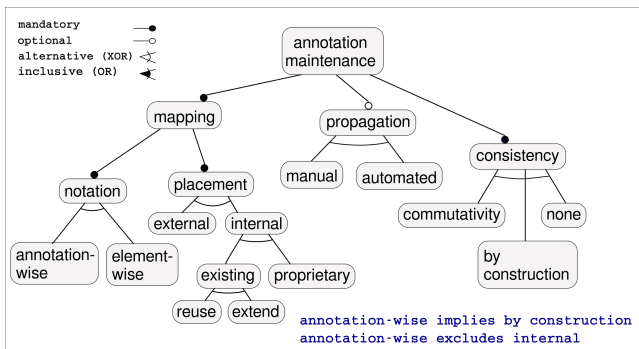 mandatory
optional
alternative (XOR)
inclusive (OR)
annotation
maintenance
mapping
propagation
consistency
manual
automated
notation
placement
commutativity
none
external
internal
annotation-
wise
element-
wise
by
construction
existing
proprietary
reuse
extend
annotation-wise implies by construction
annotation-wise excludes internal